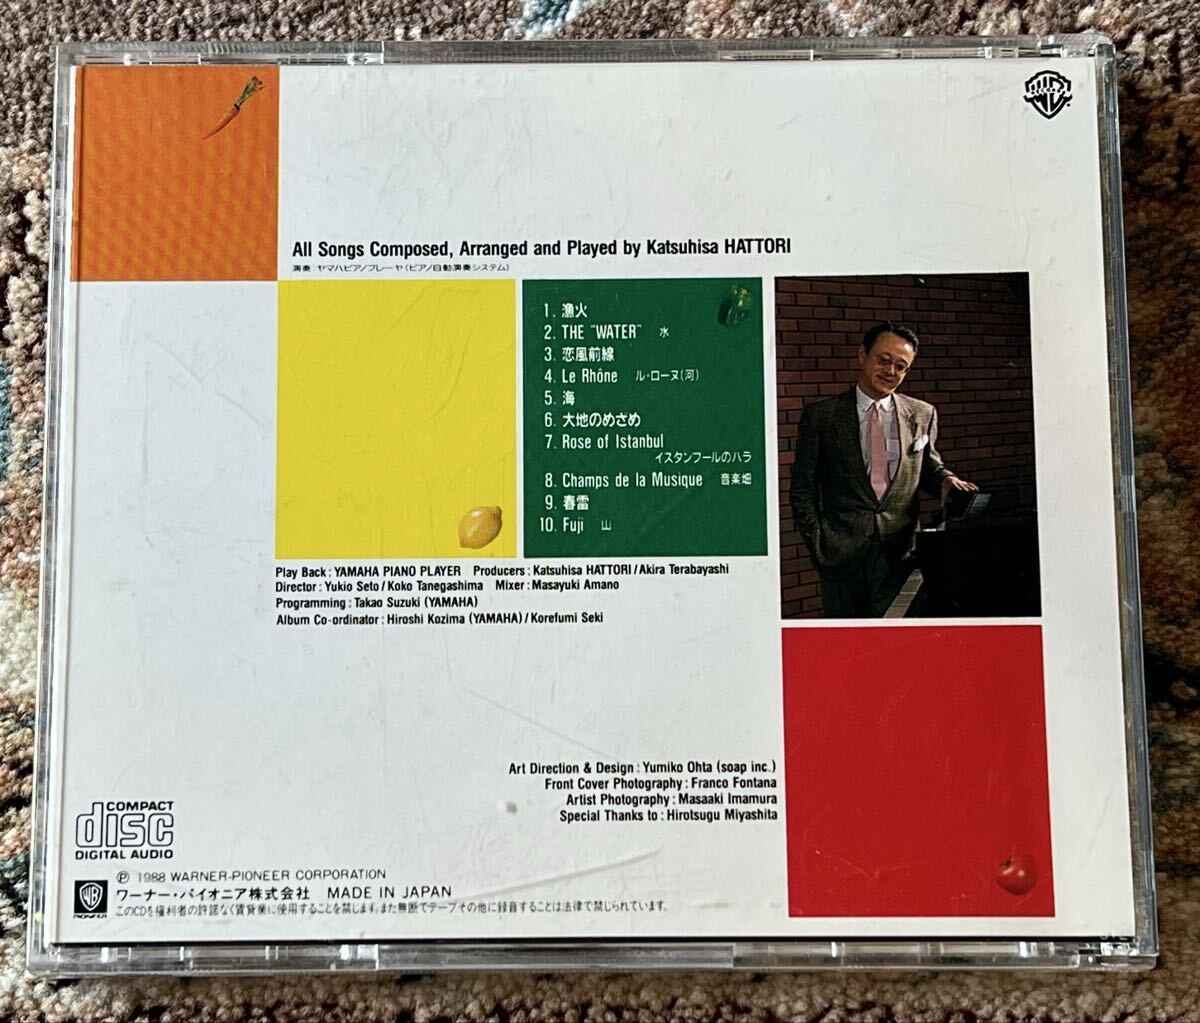 All Songs Composed, Arranged and Played by Katsuhisa HATTORI
演奏:ヤマハピアノプレーヤ(ピアノ自動演奏システム)
1. 漁火
2. THE "WATER" 水
3. 恋風前線
4. Le Rhône ル・ローヌ(河)
5. 海
6. 大地のめざめ
7. Rose of Istanbul
イスタンブールのバラ
8. Champs de la Musique 音楽畑
9. 春雷
10. Fuji 山
Play Back : YAMAHA PIANO PLAYER Producers : Katsuhisa HATTORI / Akira Terabayashi
Director : Yukio Seto / Koko Tanegashima Mixer : Masayuki Amano
Programming : Takao Suzuki (YAMAHA)
Album Co-ordinator : Hiroshi Kozima (YAMAHA) / Korefumi Seki
Art Direction & Design : Yumiko Ohta (soap inc.)
Front Cover Photography : Franco Fontana
Artist Photography : Masaaki Imamura
Special Thanks to : Hirotsugu Miyashita
COMPACT
disc
DIGITAL AUDIO
℗ 1988 WARNER-PIONEER CORPORATION
ワーナー・パイオニア株式会社 MADE IN JAPAN
PIONEER
このCDを権利者の許諾なく賃貸業に使用することを禁じます。また無断でテープその他に録音することは法律で禁じられています。